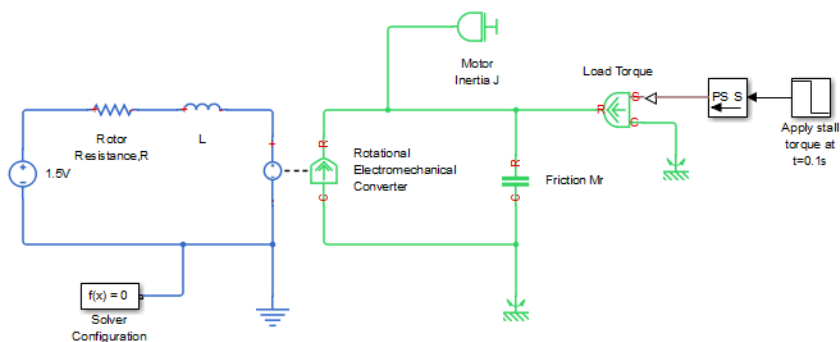 Motor
Inertia J
Load Torque
S
R
C
PS S
Apply stall
torque at
t=0.1s
Rotor
Resistance,R
L
+
1.5V
R
C
Rotational
Electromechanical
Converter
R
C
Friction Mr
f(x) = 0
Solver
Configuration